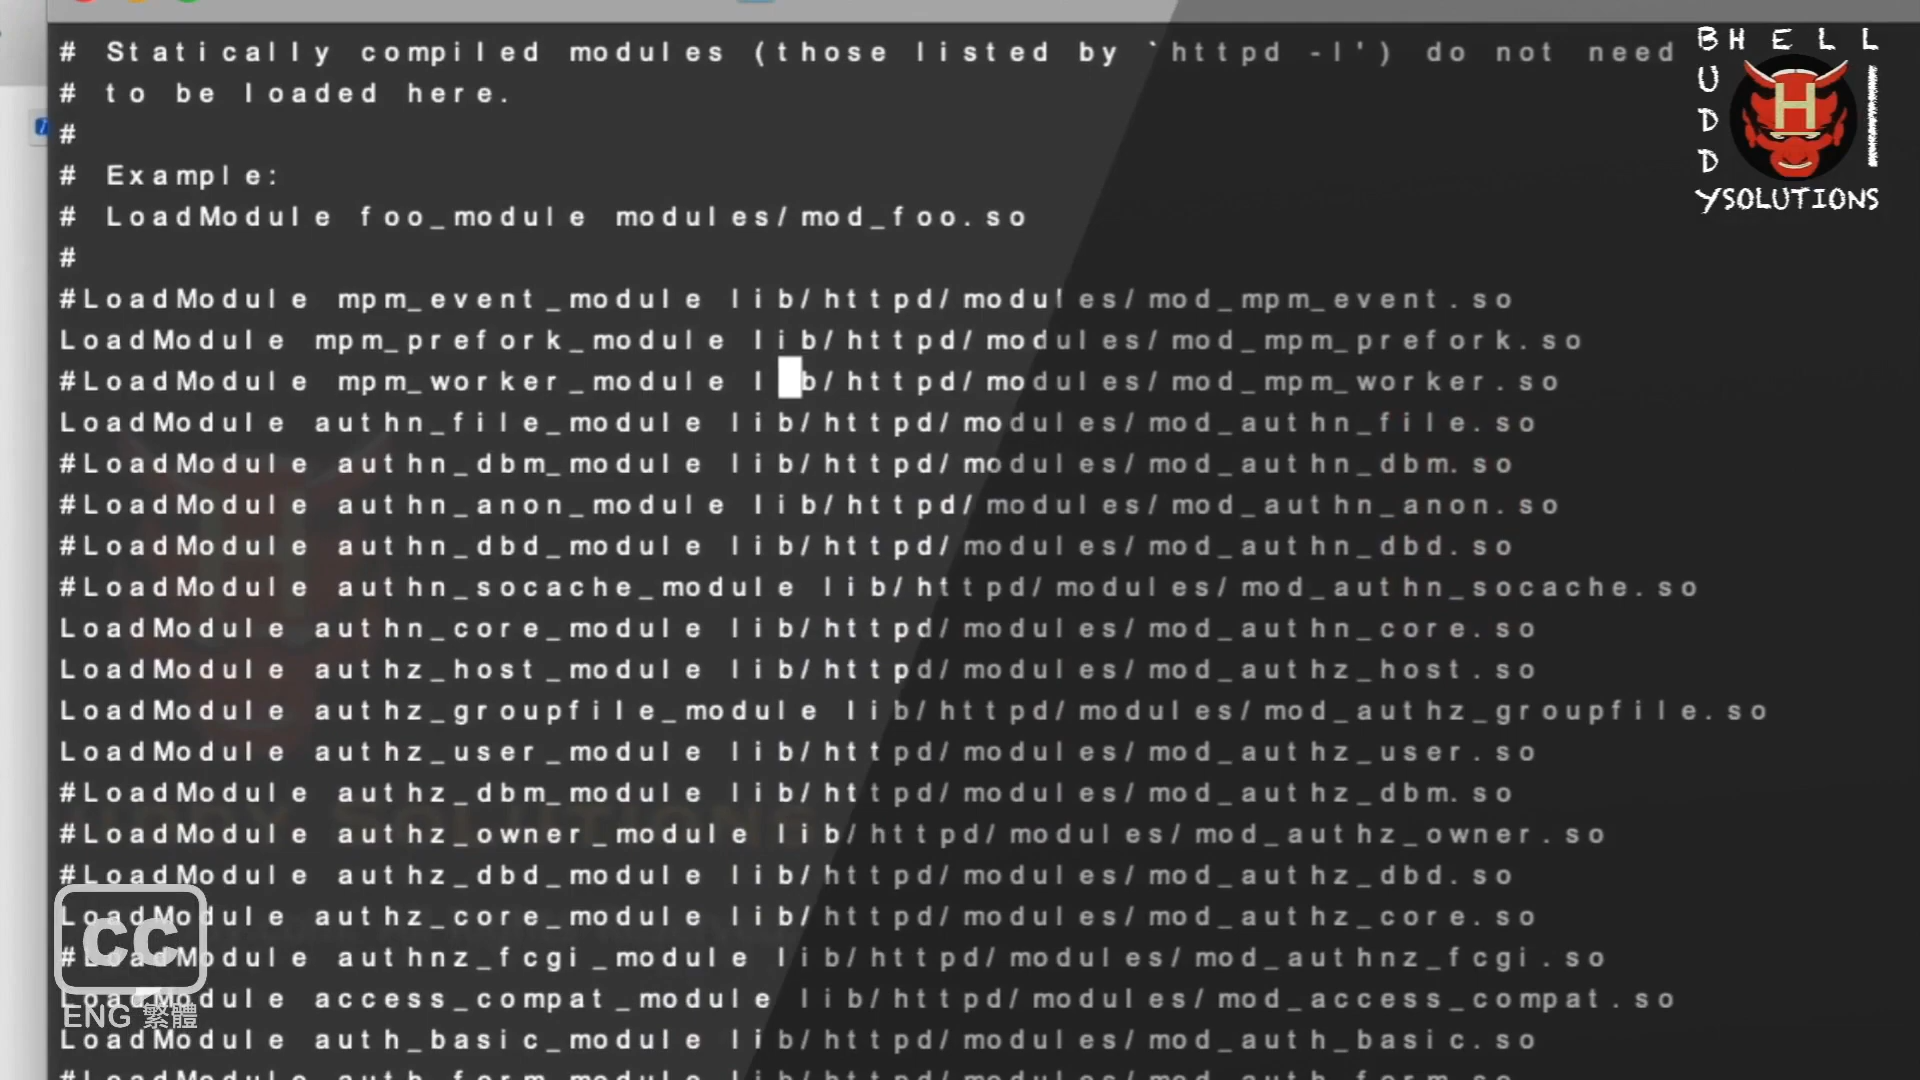 # Statically compiled modules (those listed by `httpd -l') do not need
# to be loaded here.
#
# Example:
# LoadModule foo_module modules/mod_foo.so
#
#LoadModule mpm_event_module lib/httpd/modules/mod_mpm_event.so
LoadModule mpm_prefork_module lib/httpd/modules/mod_mpm_prefork.so
#LoadModule mpm_worker_module l b/httpd/modules/mod_mpm_worker.so
LoadModule authn_file_module lib/httpd/modules/mod_authn_file.so
#LoadModule authn_dbm_module lib/httpd/modules/mod_authn_dbm.so
#LoadModule authn_anon_module lib/httpd/modules/mod_authn_anon.so
#LoadModule authn_dbd_module lib/httpd/modules/mod_authn_dbd.so
#LoadModule authn_socache_module lib/httpd/modules/mod_authn_socache.so
LoadModule authn_core_module lib/httpd/modules/mod_authn_core.so
LoadModule authz_host_module lib/httpd/modules/mod_authz_host.so
LoadModule authz_groupfile_module lib/httpd/modules/mod_authz_groupfile.so
LoadModule authz_user_module lib/httpd/modules/mod_authz_user.so
#LoadModule authz_dbm_module lib/httpd/modules/mod_authz_dbm.so
#LoadModule authz_owner_module lib/httpd/modules/mod_authz_owner.so
#LoadModule authz_dbd_module lib/httpd/modules/mod_authz_dbd.so
LoadModule authz_core_module lib/httpd/modules/mod_authz_core.so
#LoadModule authnz_fcgi_module lib/httpd/modules/mod_authnz_fcgi.so
LoadModule access_compat_module lib/httpd/modules/mod_access_compat.so
LoadModule auth_basic_module lib/httpd/modules/mod_auth_basic.so
#LoadModule auth_form_module lib/httpd/modules/mod_auth_form.so
BHELL
BUDDYSOLUTIONS
H
CC
ENG 繁體